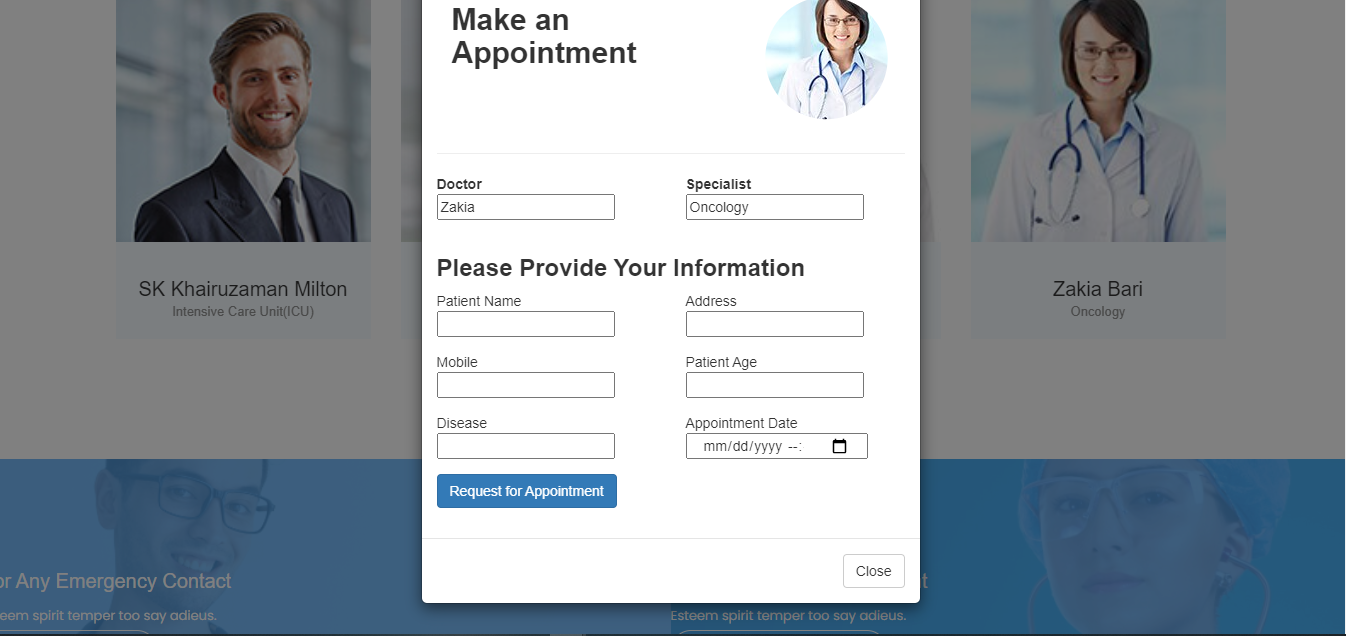 Make an
Appointment
Doctor
Specialist
Zakia
Oncology
Please Provide Your Information
Patient Name
Address
Mobile
Patient Age
Disease
Appointment Date
mm/dd/yyyy --:
Request for Appointment
Close
SK Khairuzaman Milton
Intensive Care Unit(ICU)
Zakia Bari
Oncology
or Any Emergency Contact
eem spirit temper too say adieus.
t
Esteem spirit temper too say adieus.